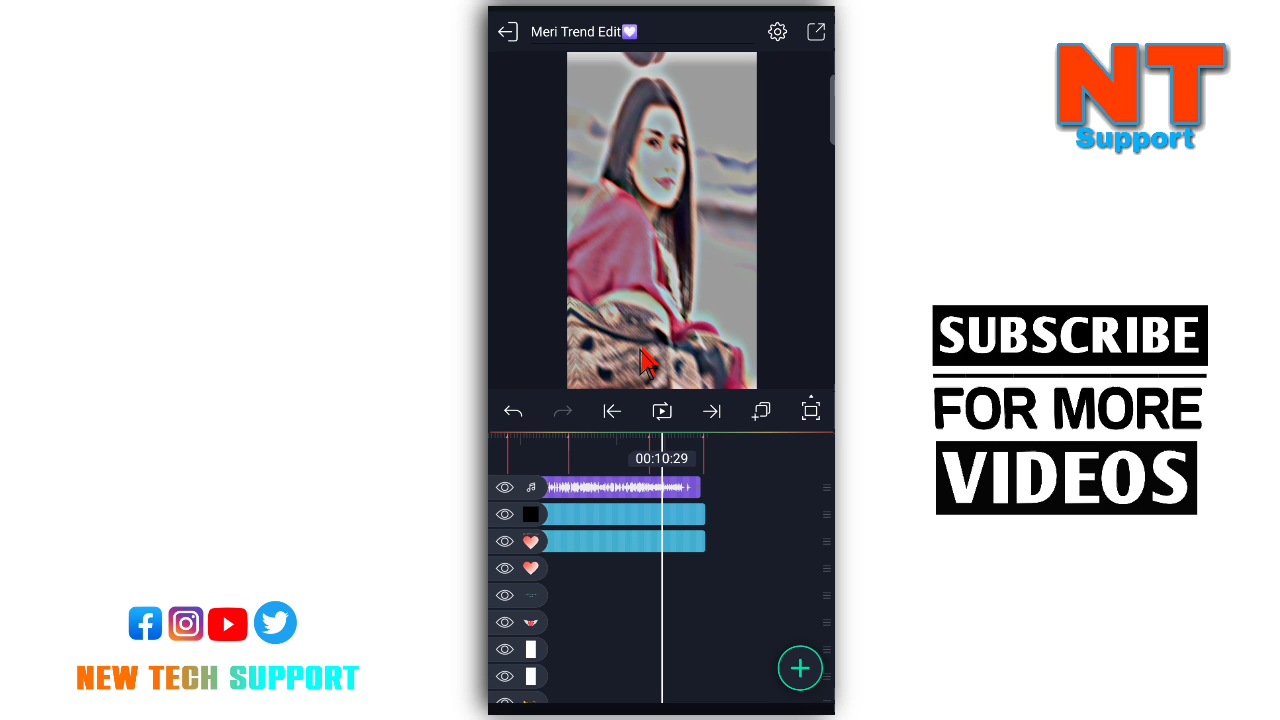 Meri Trend Edit💜
00:10:29
NT
Support
SUBSCRIBE
FOR MORE
VIDEOS
NEW TECH SUPPORT